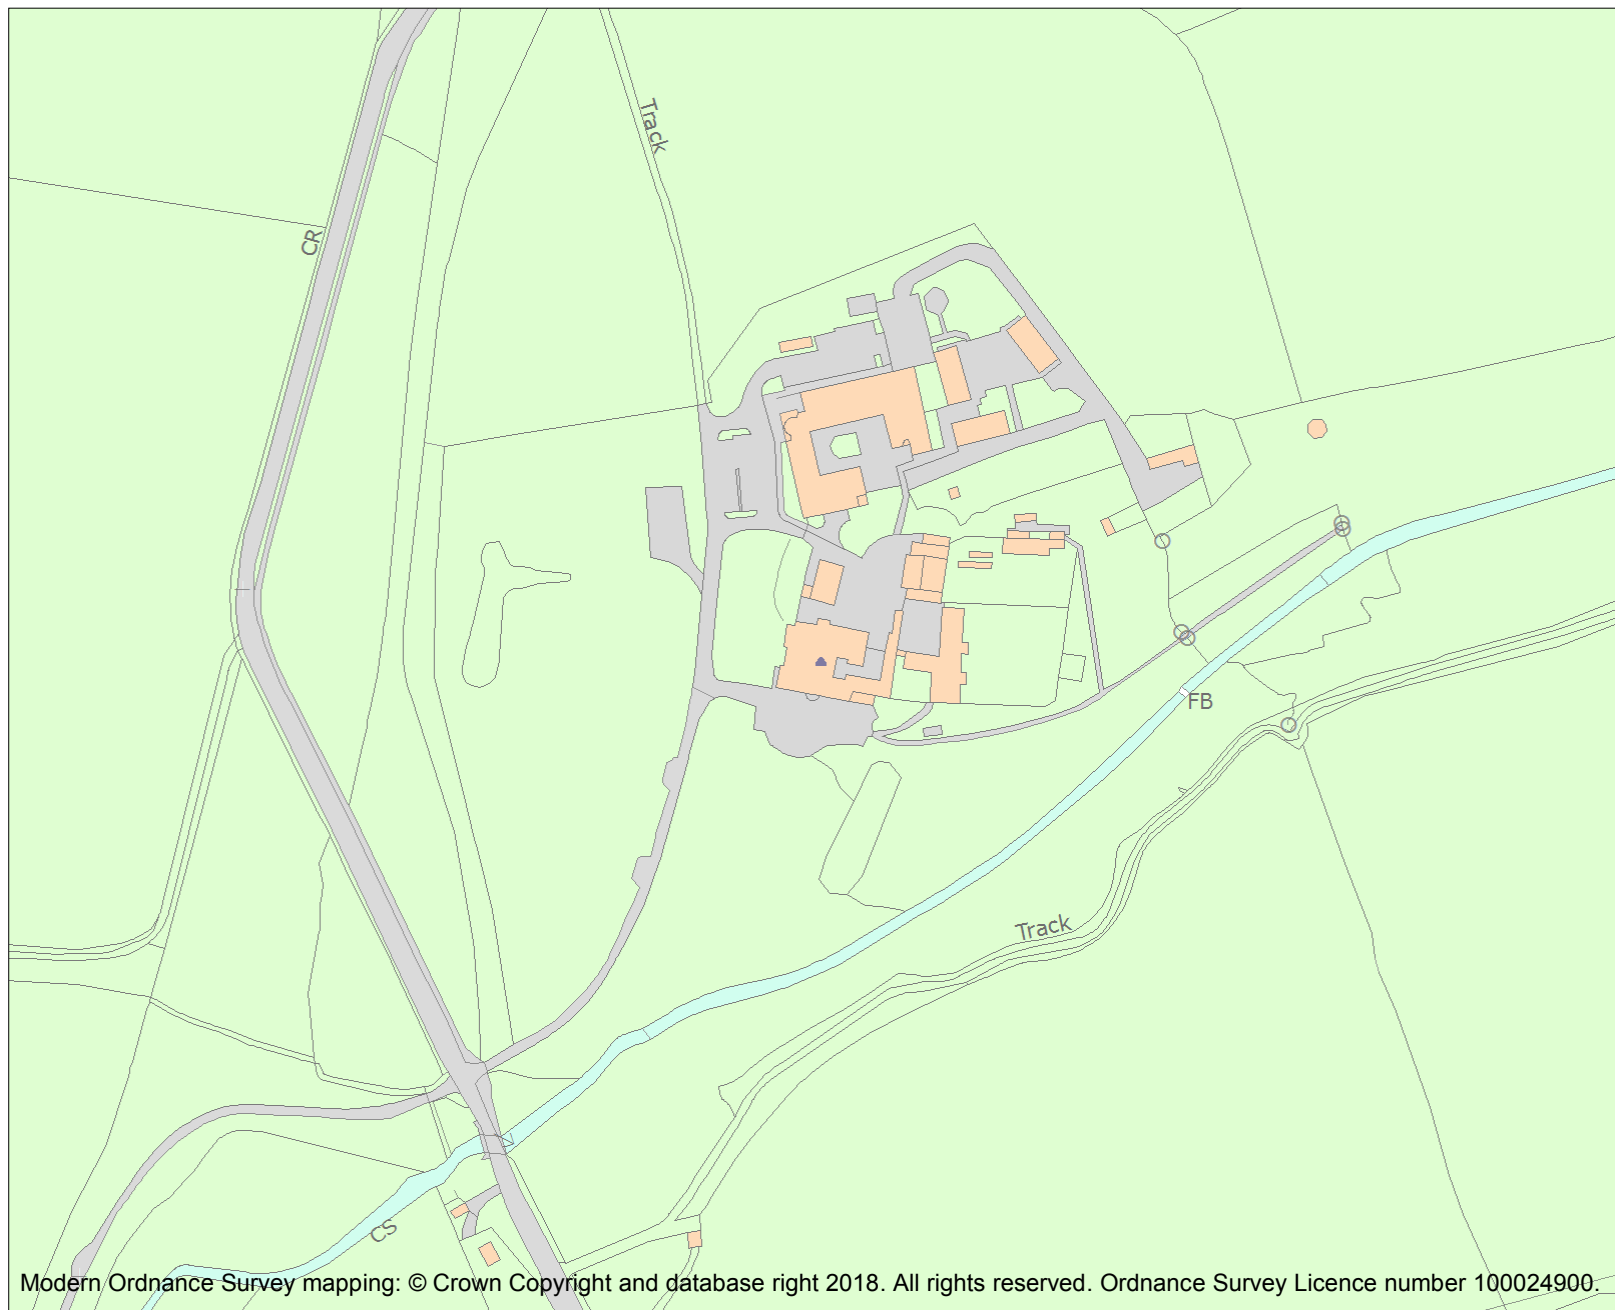 Track
CR
FB
Track
CS
Modern Ordnance Survey mapping: © Crown Copyright and database right 2018. All rights reserved. Ordnance Survey Licence number 100024900.